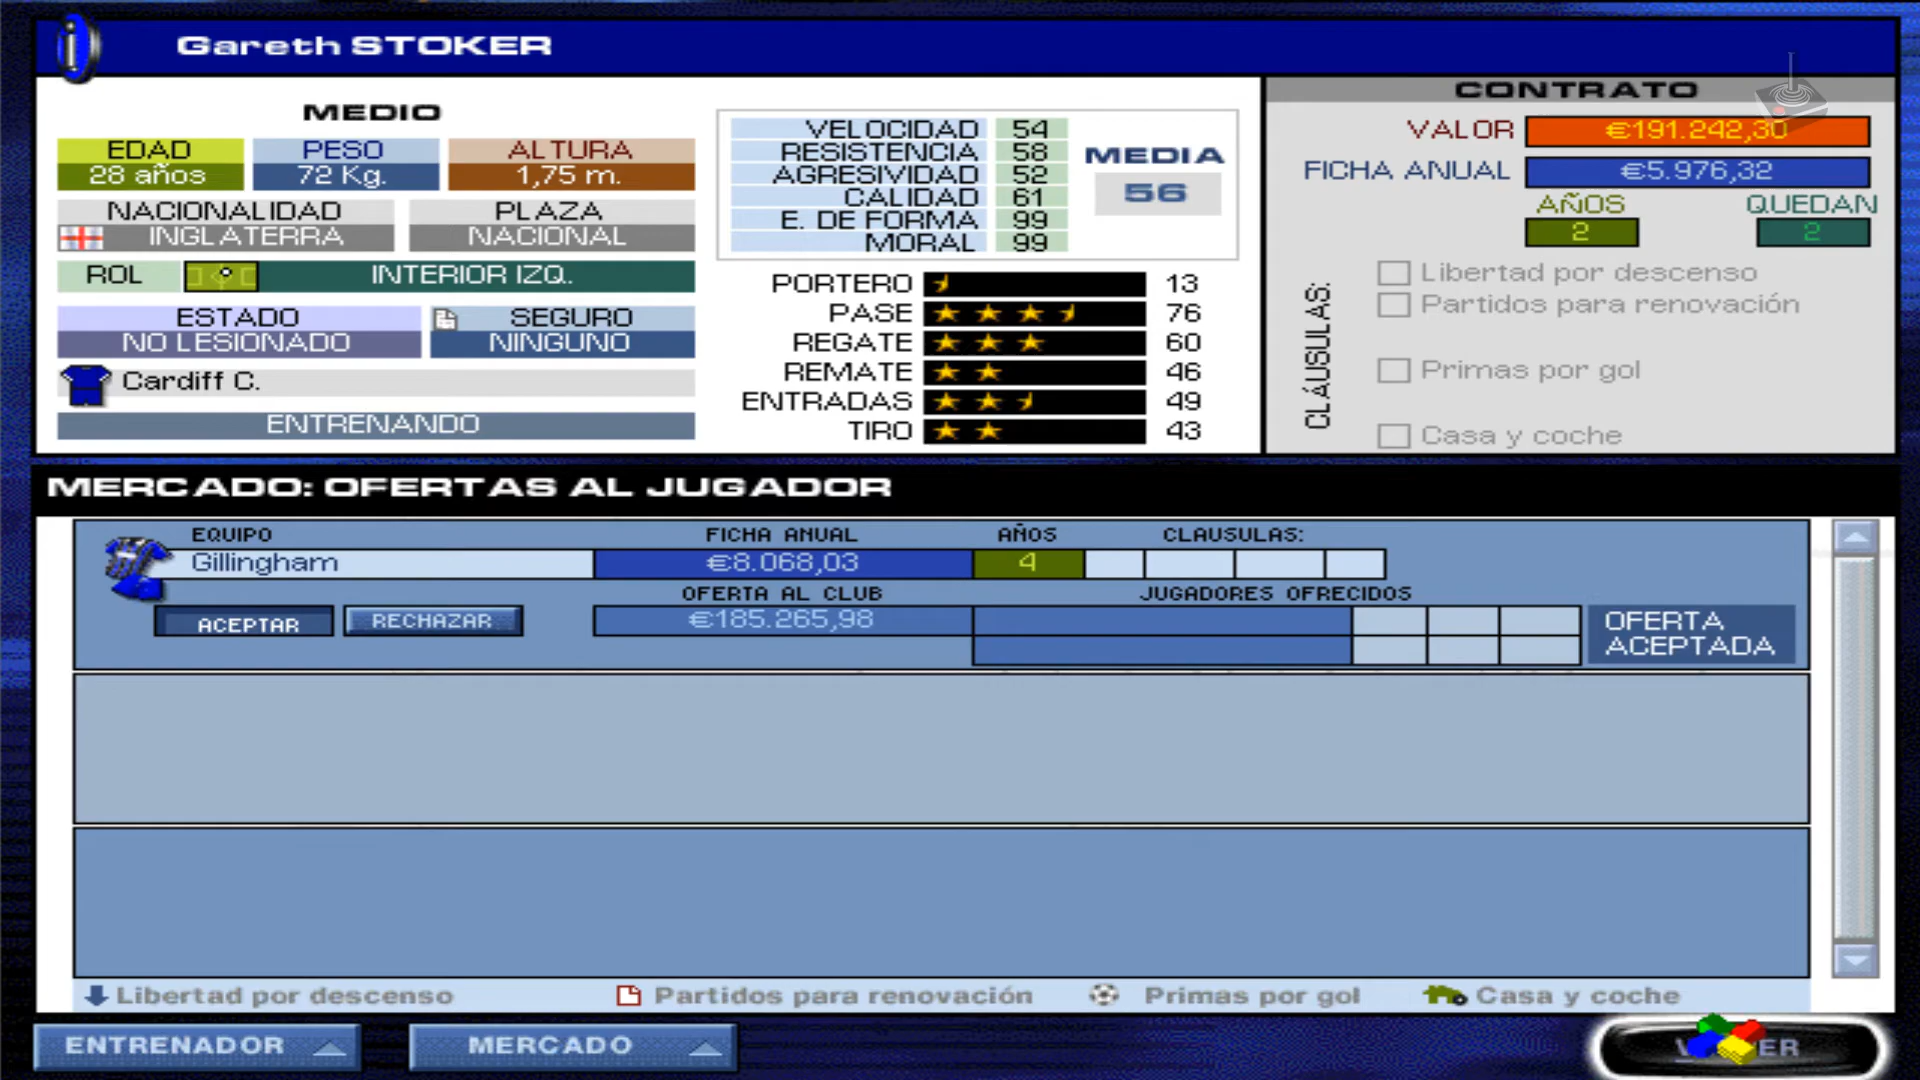 Gareth STOKER
MEDIO
EDAD
28 años
PESO
72 Kg.
ALTURA
1,75 m.
NACIONALIDAD
INGLATERRA
PLAZA
NACIONAL
ROL
INTERIOR IZQ.
ESTADO
NO LESIONADO
SEGURO
NINGUNO
Cardiff C.
ENTRENANDO
VELOCIDAD 54
RESISTENCIA 58
AGRESIVIDAD 52
CALIDAD 61
E. DE FORMA 99
MORAL 99
MEDIA
56
PORTERO 13
PASE 76
REGATE 60
REMATE 46
ENTRADAS 49
TIRO 43
CONTRATO
VALOR €191.242,30
FICHA ANUAL €5.976,32
AÑOS QUEDAN
2 2
CLÁUSULAS:
Libertad por descenso
Partidos para renovación
Primas por gol
Casa y coche
MERCADO: OFERTAS AL JUGADOR
EQUIPO FICHA ANUAL AÑOS CLAUSULAS:
Gillingham €8.068,03 4
OFERTA AL CLUB JUGADORES OFRECIDOS
ACEPTAR RECHAZAR €185.265,98
OFERTA
ACEPTADA
Libertad por descenso Partidos para renovación Primas por gol Casa y coche
ENTRENADOR MERCADO